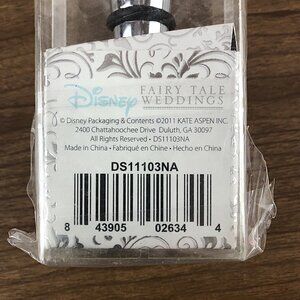 Disney
FAIRY TALE
WEDDINGS
© Disney Packaging & Contents ©2011 KATE ASPEN INC.
2400 Chattahoochee Drive Duluth, GA 30097
All Rights Reserved • DS11103NA
Made in China • Fabriqué en Chine • Hecho en China
DS11103NA
8 43905 02634 4